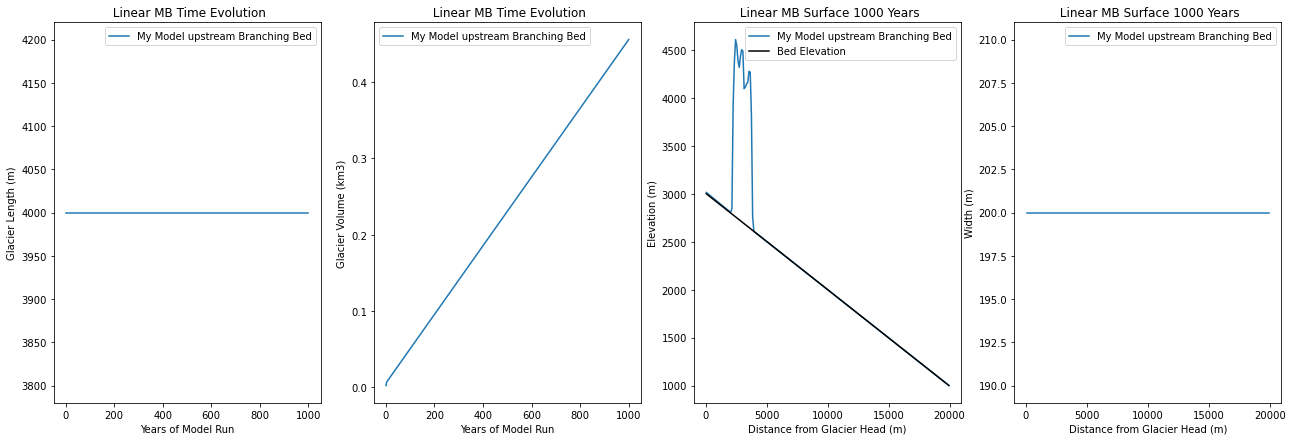 Linear MB Time Evolution
My Model upstream Branching Bed
4200
4150
4100
4050
4000
3950
3900
3850
3800
Glacier Length (m)
0 200 400 600 800 1000
Years of Model Run
Linear MB Time Evolution
My Model upstream Branching Bed
0.4
0.3
0.2
0.1
0.0
Glacier Volume (km3)
0 200 400 600 800 1000
Years of Model Run
Linear MB Surface 1000 Years
My Model upstream Branching Bed
Bed Elevation
4500
4000
3500
3000
2500
2000
1500
1000
Elevation (m)
0 5000 10000 15000 20000
Distance from Glacier Head (m)
Linear MB Surface 1000 Years
My Model upstream Branching Bed
210.0
207.5
205.0
202.5
200.0
197.5
195.0
192.5
190.0
Width (m)
0 5000 10000 15000 20000
Distance from Glacier Head (m)